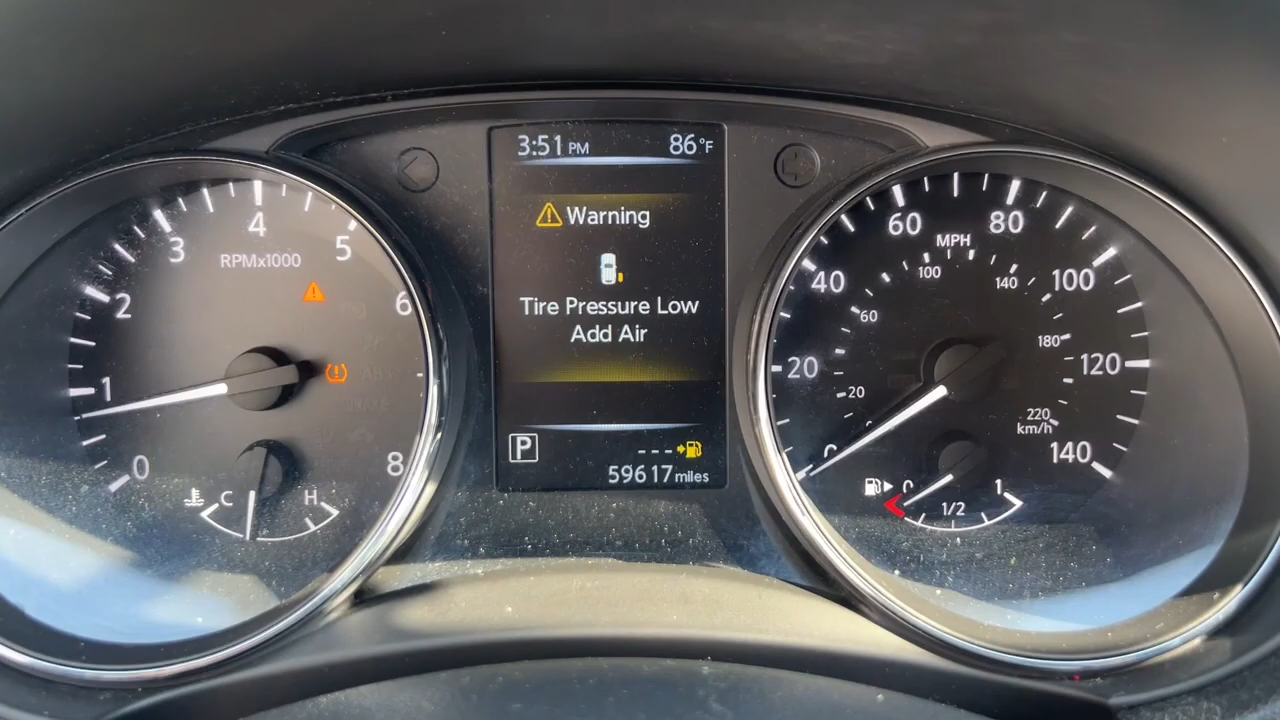 3:51 PM 86°F
Warning
Tire Pressure Low
Add Air
P
---
59617 miles
0
1
2
3
4
5
6
8
RPMx1000
C H
0
20
40
60
80
100
120
140
MPH
20
60
100
140
180
220
km/h
0 1/2 1